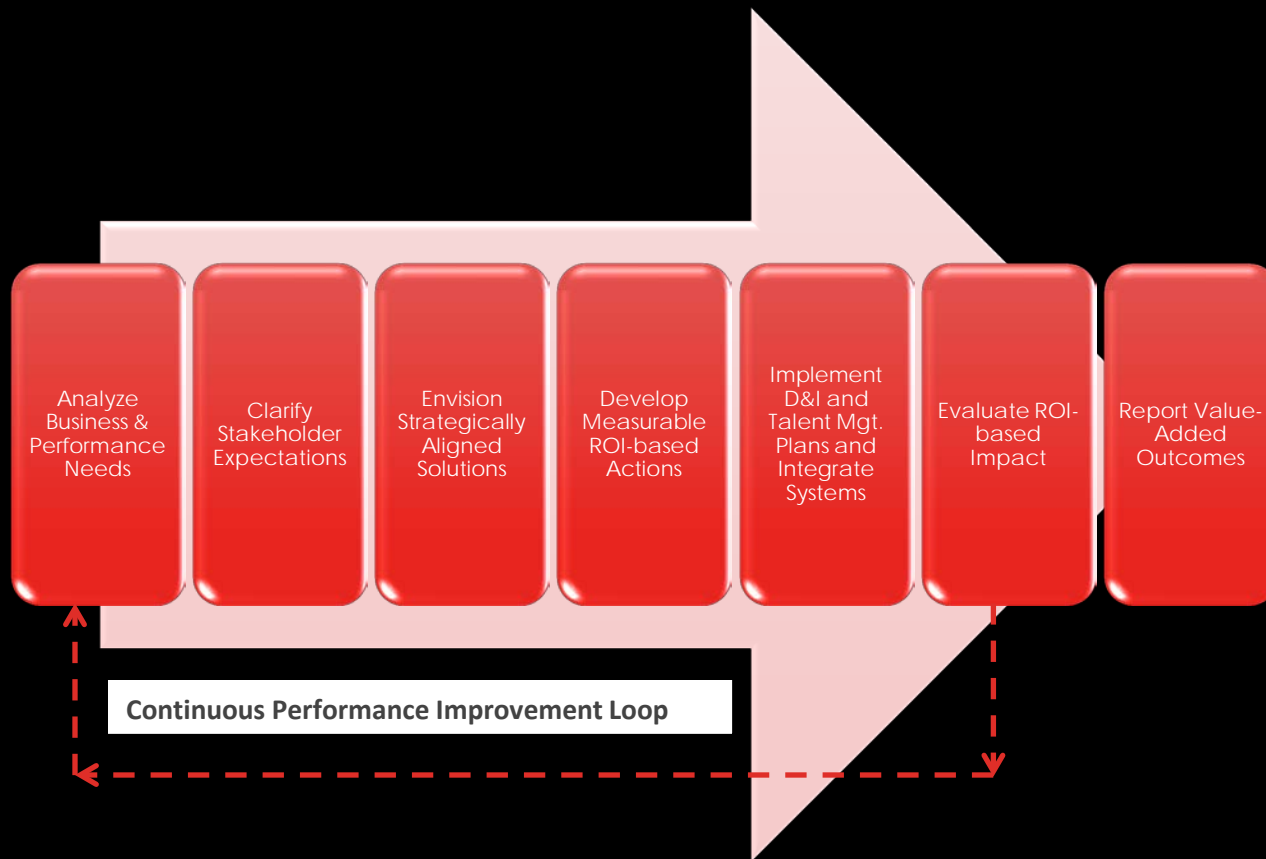 Analyze
Business &
Performance
Needs
Clarify
Stakeholder
Expectations
Envision
Strategically
Aligned
Solutions
Develop
Measurable
ROI-based
Actions
Implement
D&I and
Talent Mgt.
Plans and
Integrate
Systems
Evaluate ROI-
based
Impact
Report Value-
Added
Outcomes
Continuous Performance Improvement Loop